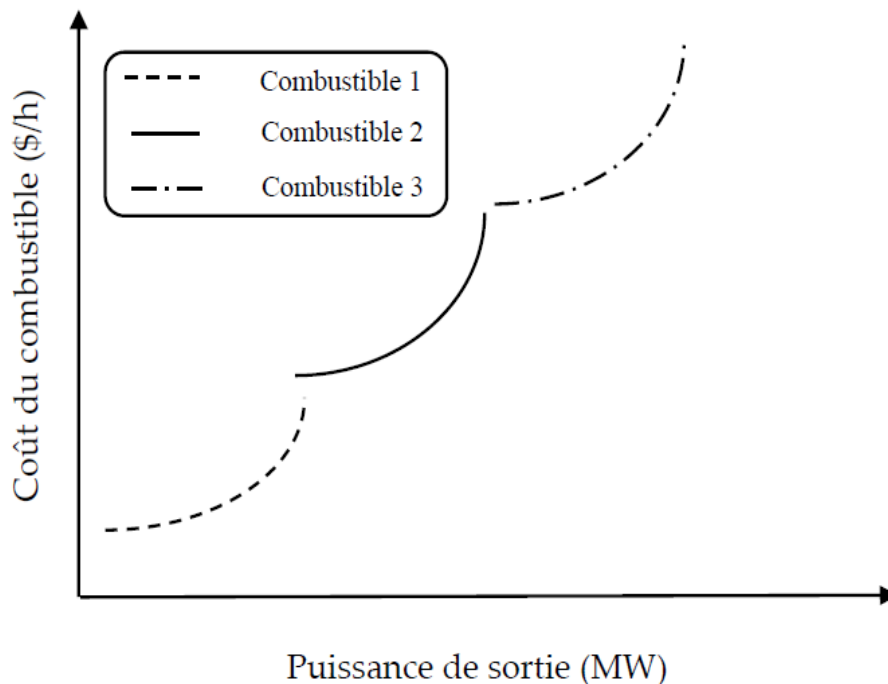 Coût du combustible ($/h)
Combustible 1
Combustible 2
Combustible 3
Puissance de sortie (MW)